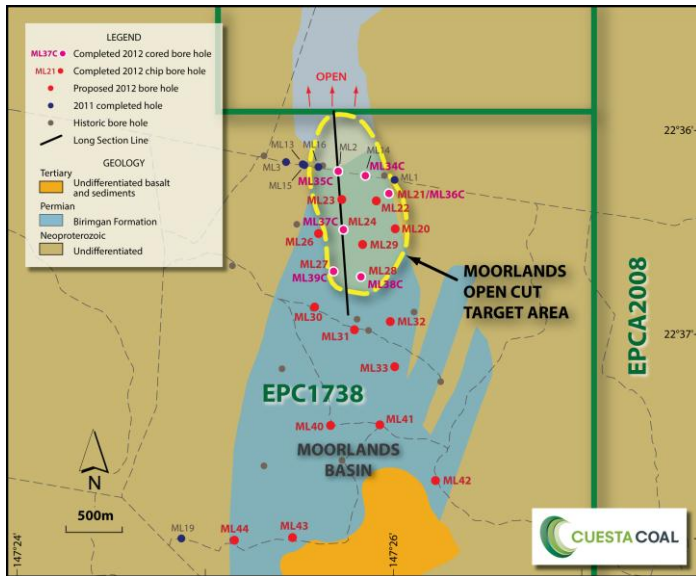 LEGEND
ML37C Completed 2012 cored bore hole
ML21 Completed 2012 chip bore hole
Proposed 2012 bore hole
2011 completed hole
Historic bore hole
Long Section Line
GEOLOGY
Tertiary
Undifferentiated basalt
and sediments
Permian
Birimgan Formation
Neoproterozoic
Undifferentiated
OPEN
22°36'
ML13
ML16
ML2
ML14
ML3
ML15
ML35C
ML34C
ML1
ML21/ML36C
ML23
ML22
ML37C
ML24
ML20
ML26
ML29
ML27
ML39C
ML28
ML38C
MOORLANDS
OPEN CUT
TARGET AREA
EPCA2008
ML30
ML32
ML31
22°37'
ML33
EPC1738
ML40
ML41
MOORLANDS
BASIN
ML42
N
500m
ML19
ML44
ML43
147°24'
147°26'
CUESTA COAL